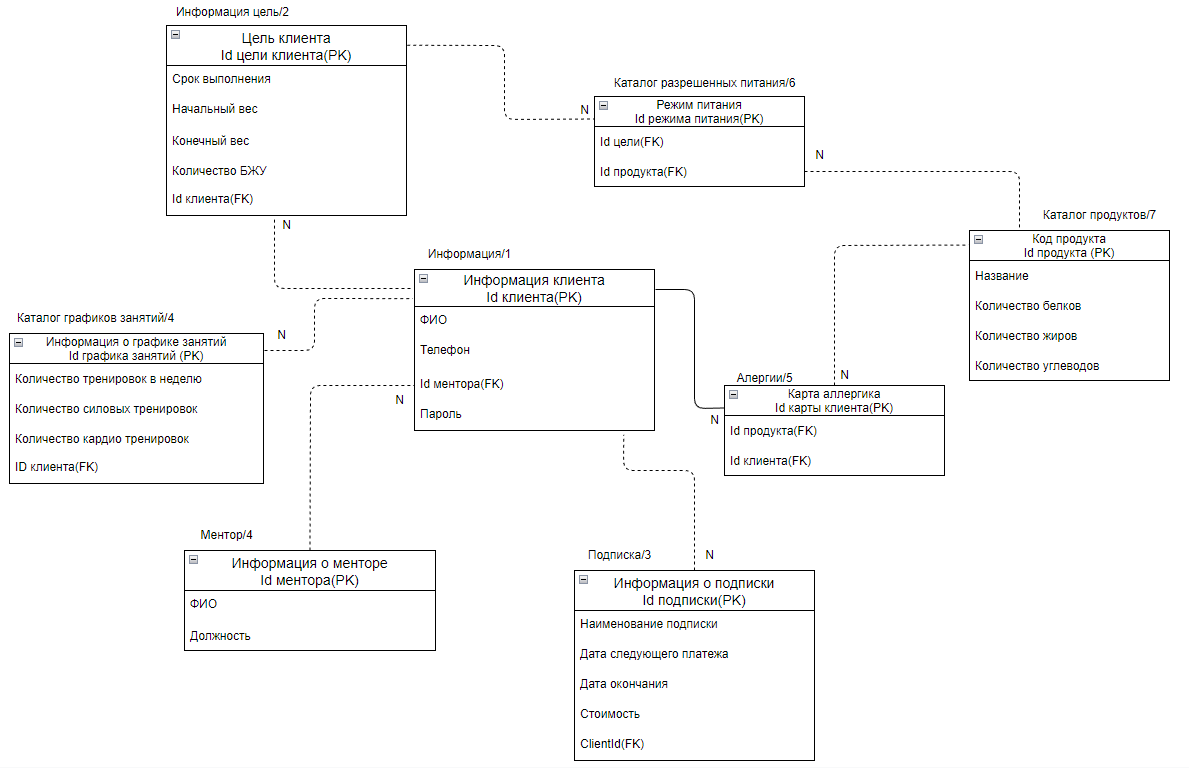 Информация цель/2
Цель клиента
Id цели клиента(PK)
Срок выполнения
Начальный вес
Конечный вес
Количество БЖУ
Id клиента(FK)
N
Каталог разрешенных питания/6
N
Режим питания
Id режима питания(PK)
Id цели(FK)
Id продукта(FK)
N
Каталог продуктов/7
Код продукта
Id продукта (PK)
Название
Количество белков
Количество жиров
Количество углеводов
Информация/1
Информация клиента
Id клиента(PK)
ФИО
Телефон
Id ментора(FK)
Пароль
N
Каталог графиков занятий/4
N
Информация о графике занятий
Id графика занятий (PK)
Количество тренировок в неделю
Количество силовых тренировок
Количество кардио тренировок
ID клиента(FK)
Алергии/5
N
N
Карта аллергика
Id карты клиента(PK)
Id продукта(FK)
Id клиента(FK)
Ментор/4
Информация о менторе
Id ментора(PK)
ФИО
Должность
Подписка/3
N
Информация о подписки
Id подписки(PK)
Наименование подписки
Дата следующего платежа
Дата окончания
Стоимость
ClientId(FK)